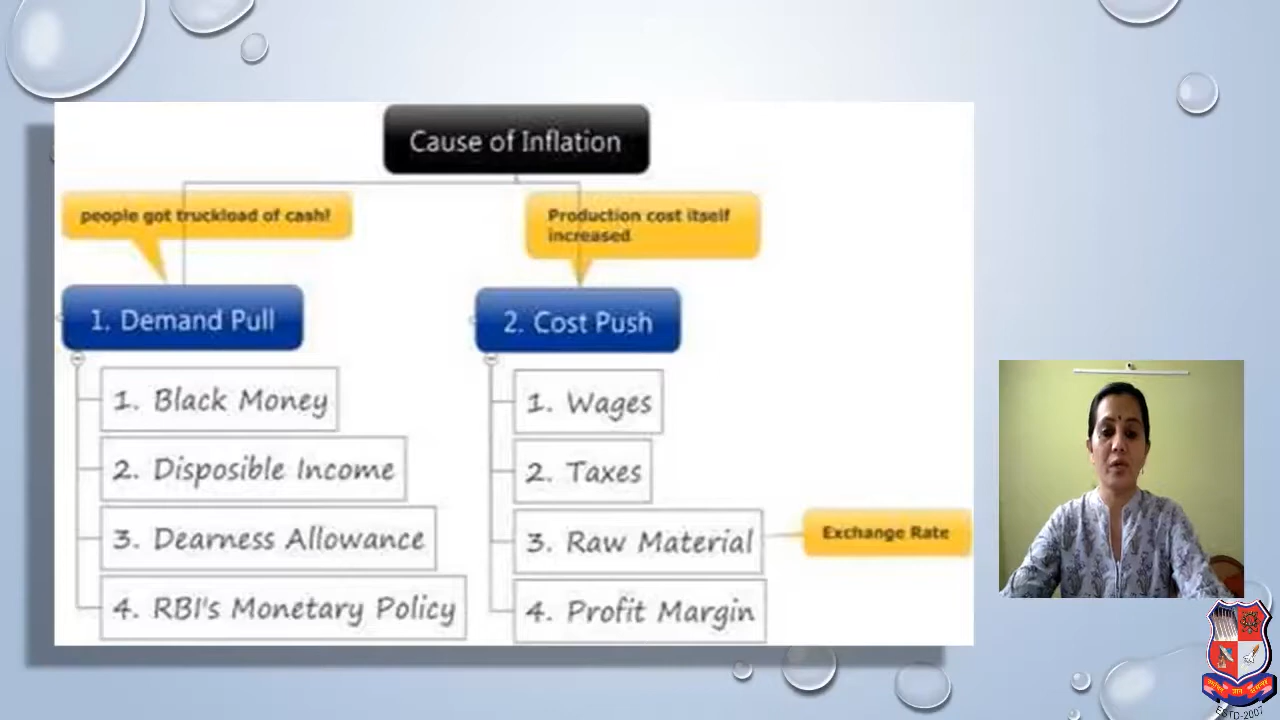 Cause of Inflation
people got truckload of cash!
Production cost itself
increased
1. Demand Pull
1. Black Money
2. Disposible Income
3. Dearness Allowance
4. RBI's Monetary Policy
2. Cost Push
1. Wages
2. Taxes
3. Raw Material
Exchange Rate
4. Profit Margin
ESTD-2007